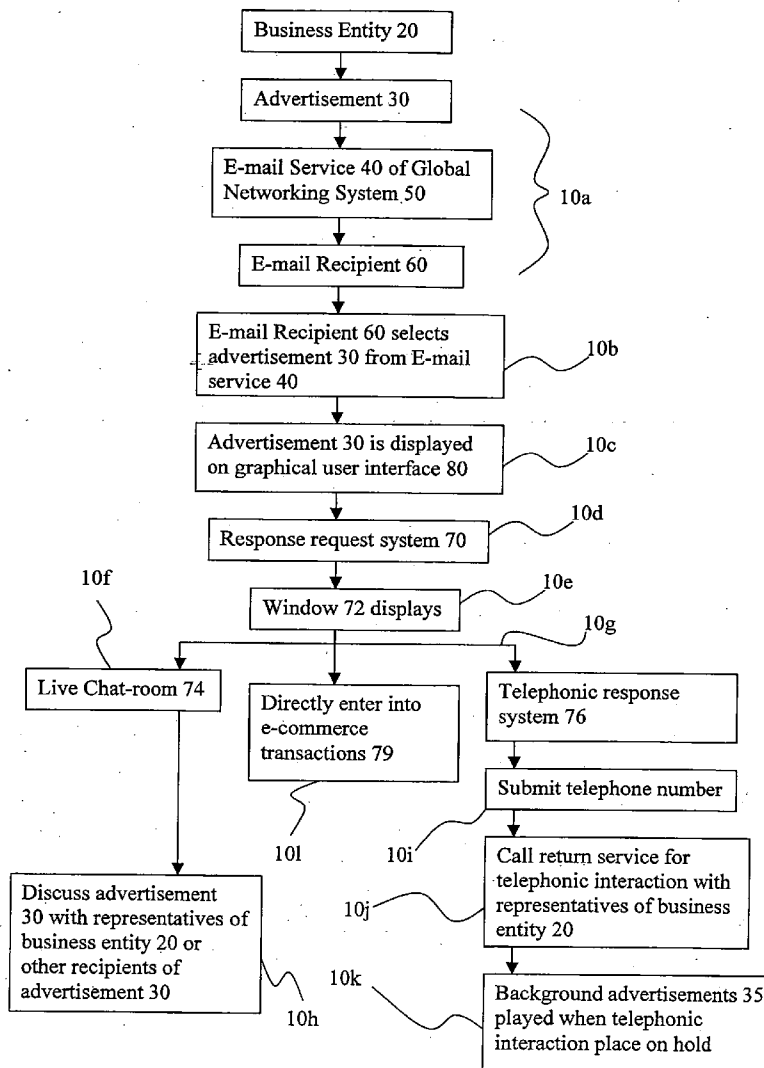 Business Entity 20
Advertisement 30
E-mail Service 40 of Global
Networking System 50
10a
E-mail Recipient 60
E-mail Recipient 60 selects
advertisement 30 from E-mail
service 40
10b
Advertisement 30 is displayed
on graphical user interface 80
10c
Response request system 70
10d
Window 72 displays
10e
10f
10g
Live Chat-room 74
Directly enter into
e-commerce
transactions 79
Telephonic response
system 76
10l
Submit telephone number
10i
Discuss advertisement
30 with representatives of
business entity 20 or
other recipients of
advertisement 30
10h
Call return service for
telephonic interaction with
representatives of business
entity 20
10j
10k
Background advertisements 35
played when telephonic
interaction place on hold